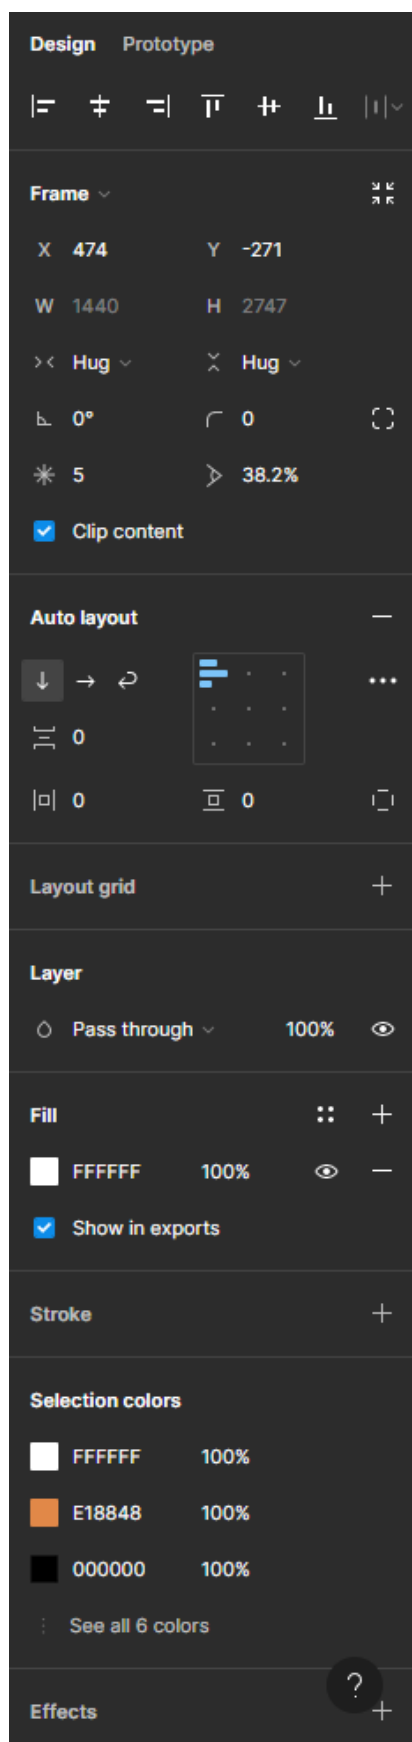 Design Prototype
Frame
X 474 Y -271
W 1440 H 2747
Hug Hug
0° 0
5 38.2%
Clip content
Auto layout
0
0 0
Layout grid
Layer
Pass through 100%
Fill
FFFFFF 100%
Show in exports
Stroke
Selection colors
FFFFFF 100%
E18848 100%
000000 100%
See all 6 colors
?
Effects